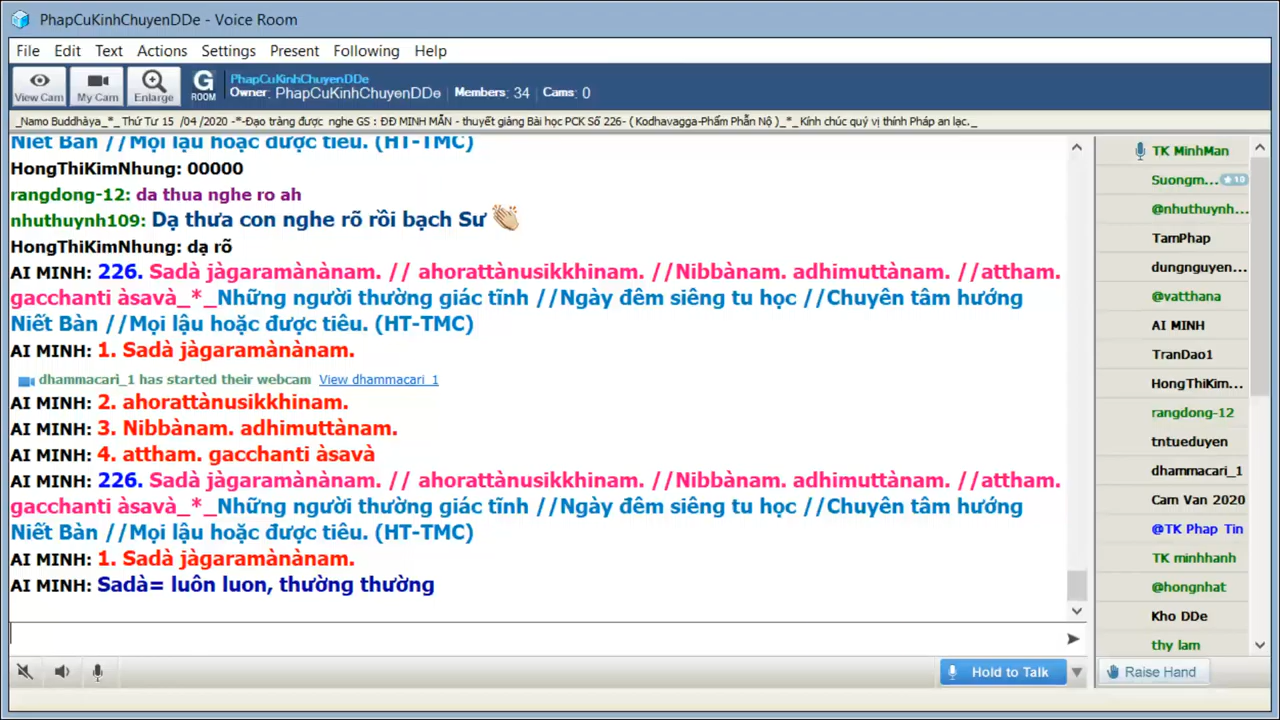 PhapCuKinhChuyenDDe - Voice Room
File Edit Text Actions Settings Present Following Help
View Cam My Cam Enlarge G ROOM PhapCuKinhChuyenDDe
Owner: PhapCuKinhChuyenDDe Members: 34 Cams: 0
_Namo Buddhàya_*_ Thứ Tư 15 /04 /2020 -*-Đạo tràng được nghe GS : ĐĐ MINH MẪN - thuyết giảng Bài học PCK Số 226- ( Kodhavagga-Phẩm Phẫn Nộ )_*_Kính chúc quý vị thính Pháp an lạc._
Niết Bàn //Mọi lậu hoặc được tiêu. (HT-TMC)
HongThiKimNhung: 00000
rangdong-12: da thua nghe ro ah
nhuthuynh109: Dạ thưa con nghe rõ rồi bạch Sư
HongThiKimNhung: dạ rõ
AI MINH: 226. Sadà jàgaramànànam. // ahorattànusikkhinam. //Nibbànam. adhimuttànam. //attham.
gacchanti àsavà_*_Những người thường giác tĩnh //Ngày đêm siêng tu học //Chuyên tâm hướng
Niết Bàn //Mọi lậu hoặc được tiêu. (HT-TMC)
AI MINH: 1. Sadà jàgaramànànam.
dhammacari_1 has started their webcam View dhammacari_1
AI MINH: 2. ahorattànusikkhinam.
AI MINH: 3. Nibbànam. adhimuttànam.
AI MINH: 4. attham. gacchanti àsavà
AI MINH: 226. Sadà jàgaramànànam. // ahorattànusikkhinam. //Nibbànam. adhimuttànam. //attham.
gacchanti àsavà_*_Những người thường giác tĩnh //Ngày đêm siêng tu học //Chuyên tâm hướng
Niết Bàn //Mọi lậu hoặc được tiêu. (HT-TMC)
AI MINH: 1. Sadà jàgaramànànam.
AI MINH: Sadà= luôn luon, thường thường
TK MinhMan
Suongm... 10
@nhuthuynh...
TamPhap
dungnguyen...
@vatthana
AI MINH
TranDao1
HongThiKim...
rangdong-12
tntueduyen
dhammacari_1
Cam Van 2020
@TK Phap Tin
TK minhhanh
@hongnhat
Kho DDe
thy lam
Hold to Talk
Raise Hand